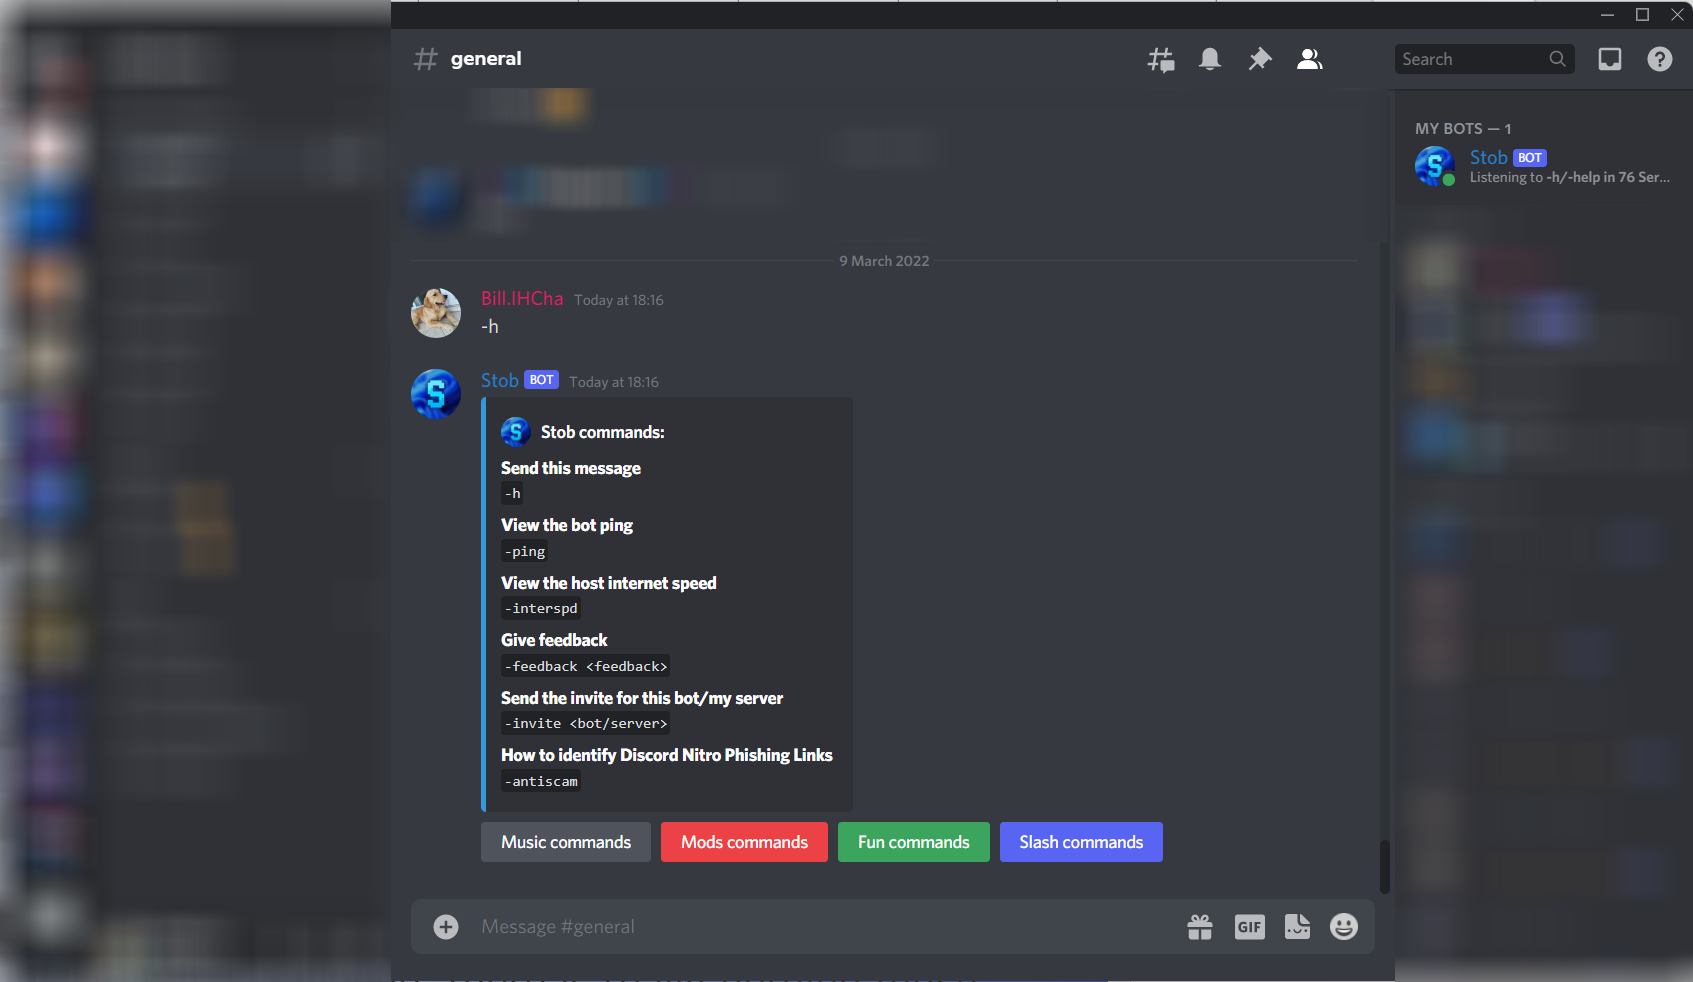 general
Search
MY BOTS — 1
Stob BOT
Listening to -h/-help in 76 Ser...
9 March 2022
Bill.IHCha Today at 18:16
-h
Stob BOT Today at 18:16
Stob commands:
Send this message
-h
View the bot ping
-ping
View the host internet speed
-interspd
Give feedback
-feedback <feedback>
Send the invite for this bot/my server
-invite <bot/server>
How to identify Discord Nitro Phishing Links
-antiscam
Music commands Mods commands Fun commands Slash commands
Message #general
GIF